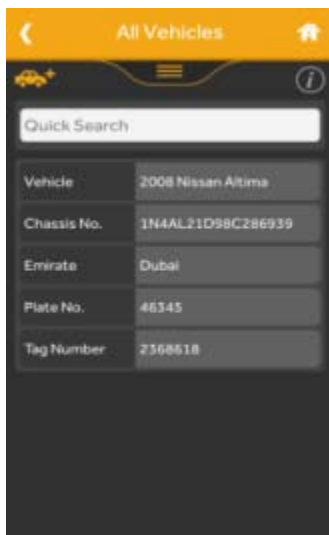 All Vehicles
Quick Search
Vehicle 2008 Nissan Altima
Chassis No. 1N4AL21D98C286939
Emirate Dubai
Plate No. 46345
Tag Number 2368618